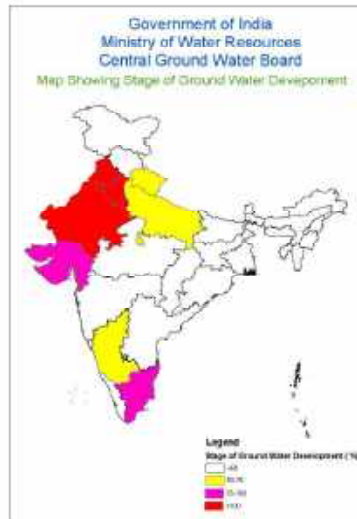 Government of India
Ministry of Water Resources
Central Ground Water Board
Map Showing Stage of Ground Water Deveporment
Legend
Stage of Ground Water Development (%)